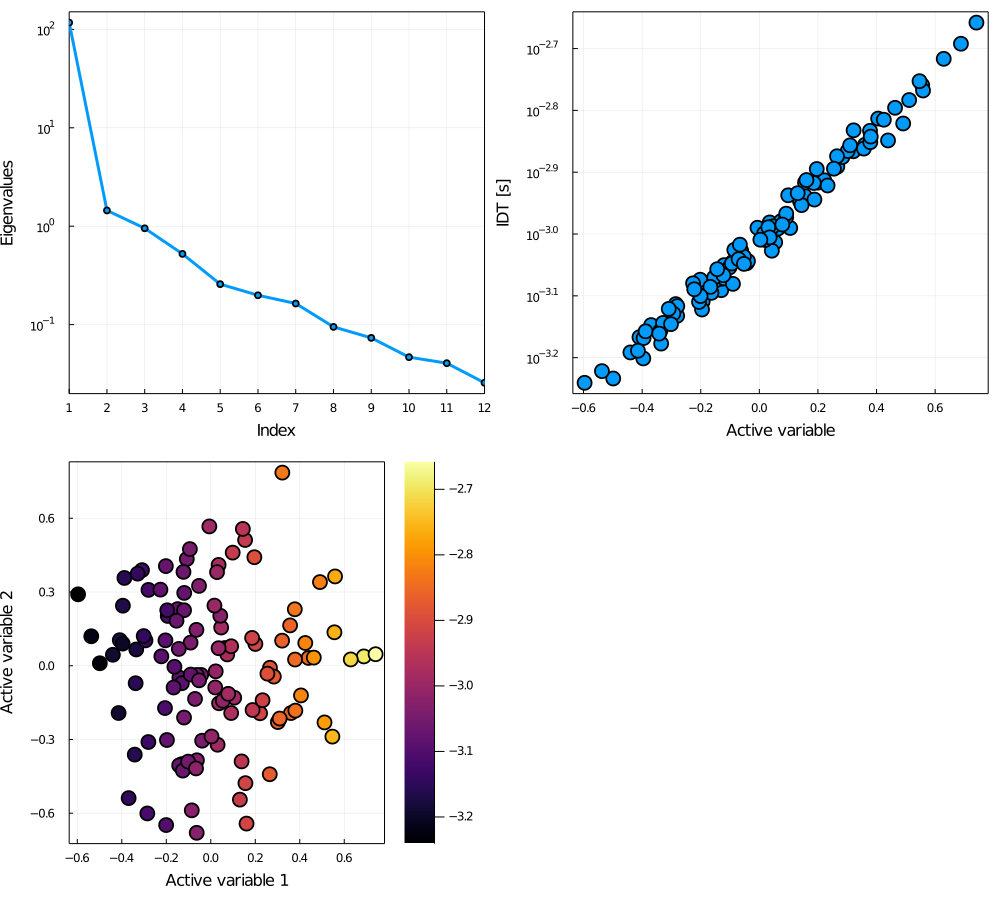 Eigenvalues
10^2
10^1
10^0
10^−1
1 2 3 4 5 6 7 8 9 10 11 12
Index
IDT [s]
10^−2.7
10^−2.8
10^−2.9
10^−3.0
10^−3.1
10^−3.2
−0.6 −0.4 −0.2 0.0 0.2 0.4 0.6
Active variable
Active variable 2
0.6
0.3
0.0
−0.3
−0.6
−0.6 −0.4 −0.2 0.0 0.2 0.4 0.6
Active variable 1
−2.7
−2.8
−2.9
−3.0
−3.1
−3.2